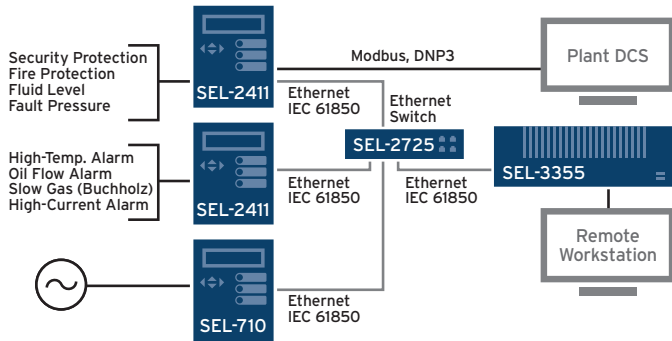 Security Protection
Fire Protection
Fluid Level
Fault Pressure
SEL-2411
Modbus, DNP3
Plant DCS
Ethernet
IEC 61850
Ethernet
Switch
SEL-2725
High-Temp. Alarm
Oil Flow Alarm
Slow Gas (Buchholz)
High-Current Alarm
SEL-2411
Ethernet
IEC 61850
Ethernet
IEC 61850
SEL-3355
Remote
Workstation
SEL-710
Ethernet
IEC 61850